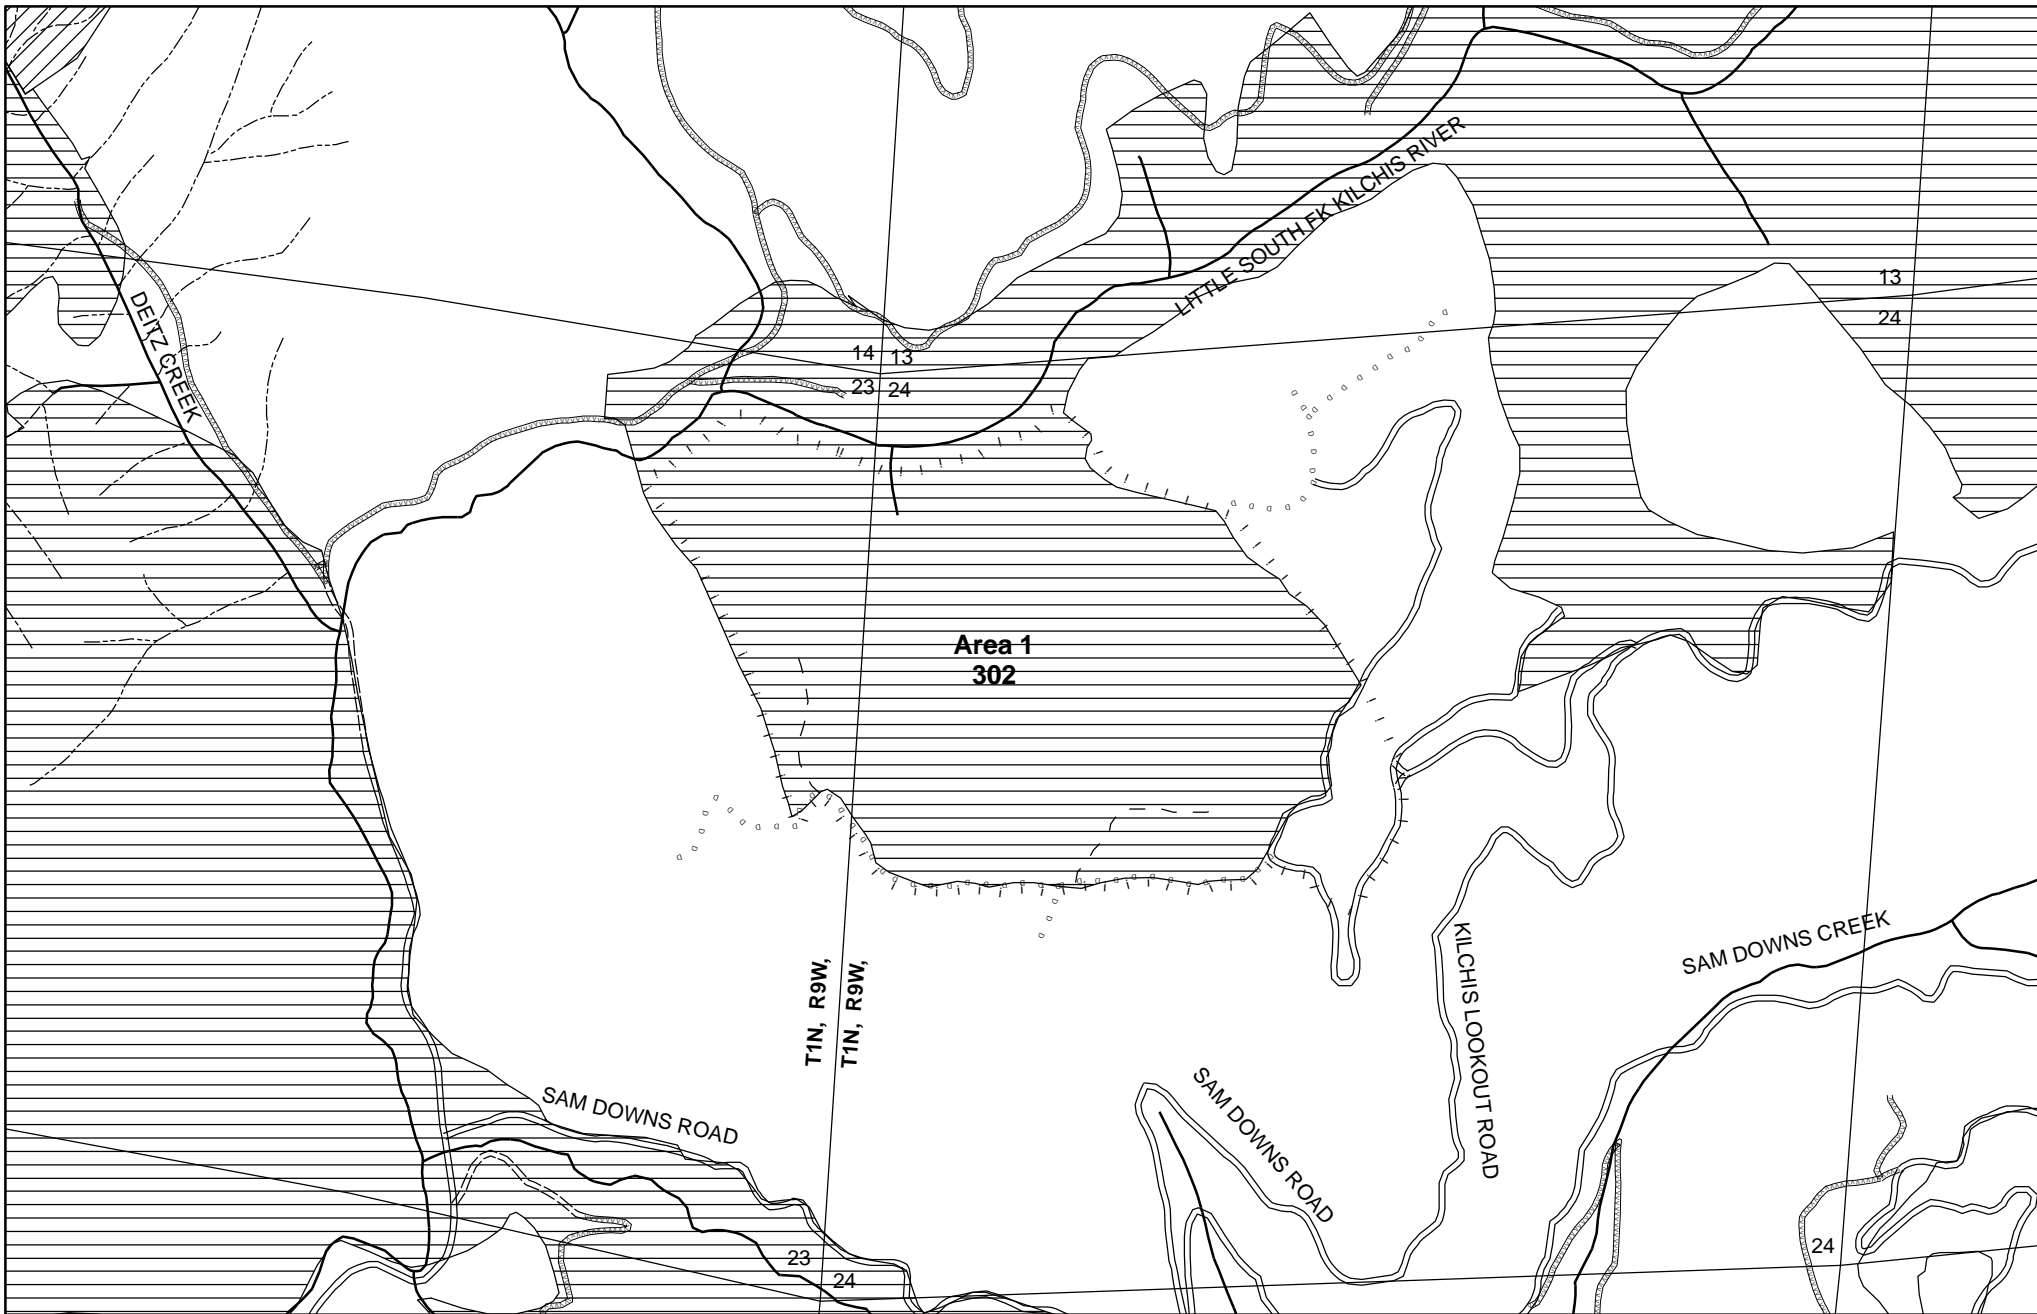 LITTLE SOUTH FK KILCHIS RIVER
13
24
DEITZ CREEK
14 13
23 24
Area 1
302
T1N, R9W,
T1N, R9W,
SAM DOWNS CREEK
KILCHIS LOOKOUT ROAD
SAM DOWNS ROAD
SAM DOWNS ROAD
23
24
24